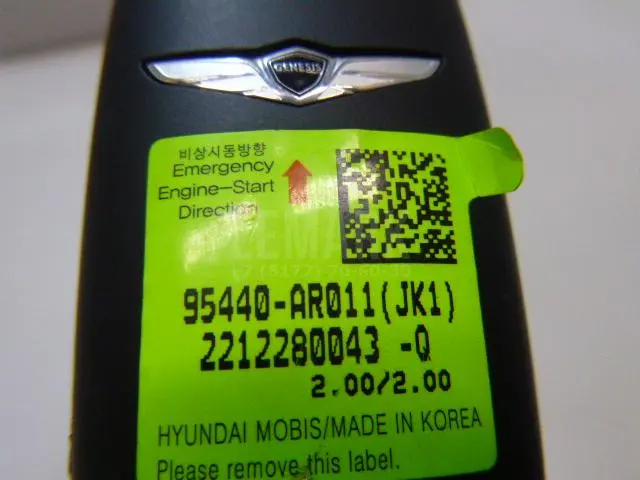 GENESIS
비상시동방향
Emergency
Engine-Start
Direction
95440-AR011(JK1)
2212280043 -Q
2.00/2.00
HYUNDAI MOBIS/MADE IN KOREA
Please remove this label.